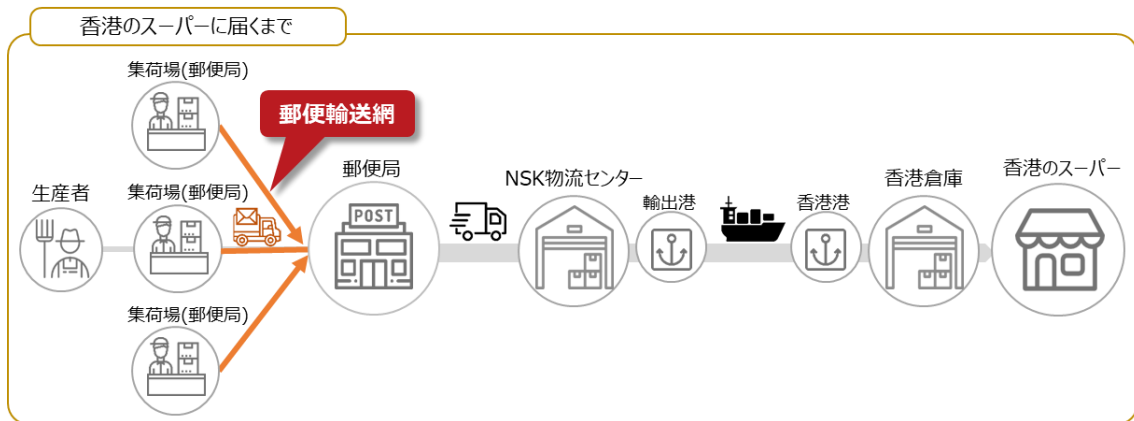 香港のスーパーに届くまで
集荷場(郵便局)
郵便輸送網
郵便局
NSK物流センター
香港倉庫
香港のスーパー
生産者
集荷場(郵便局)
輸出港
香港港
POST
集荷場(郵便局)